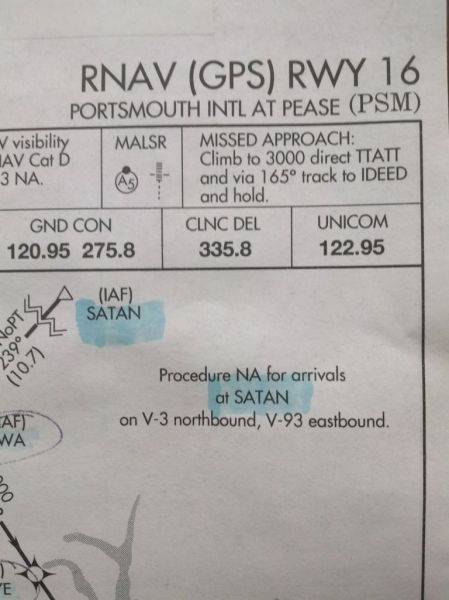 RNAV (GPS) RWY 16
PORTSMOUTH INTL AT PEASE (PSM)
V visibility
NAV Cat D
3 NA.
MALSR
A5
MISSED APPROACH:
Climb to 3000 direct TTATT
and via 165° track to IDEED
and hold.
GND CON
120.95 275.8
CLNC DEL
335.8
UNICOM
122.95
(IAF)
SATAN
NoPT
239°
(10.7)
Procedure NA for arrivals
at SATAN
on V-3 northbound, V-93 eastbound.
AF)
WA